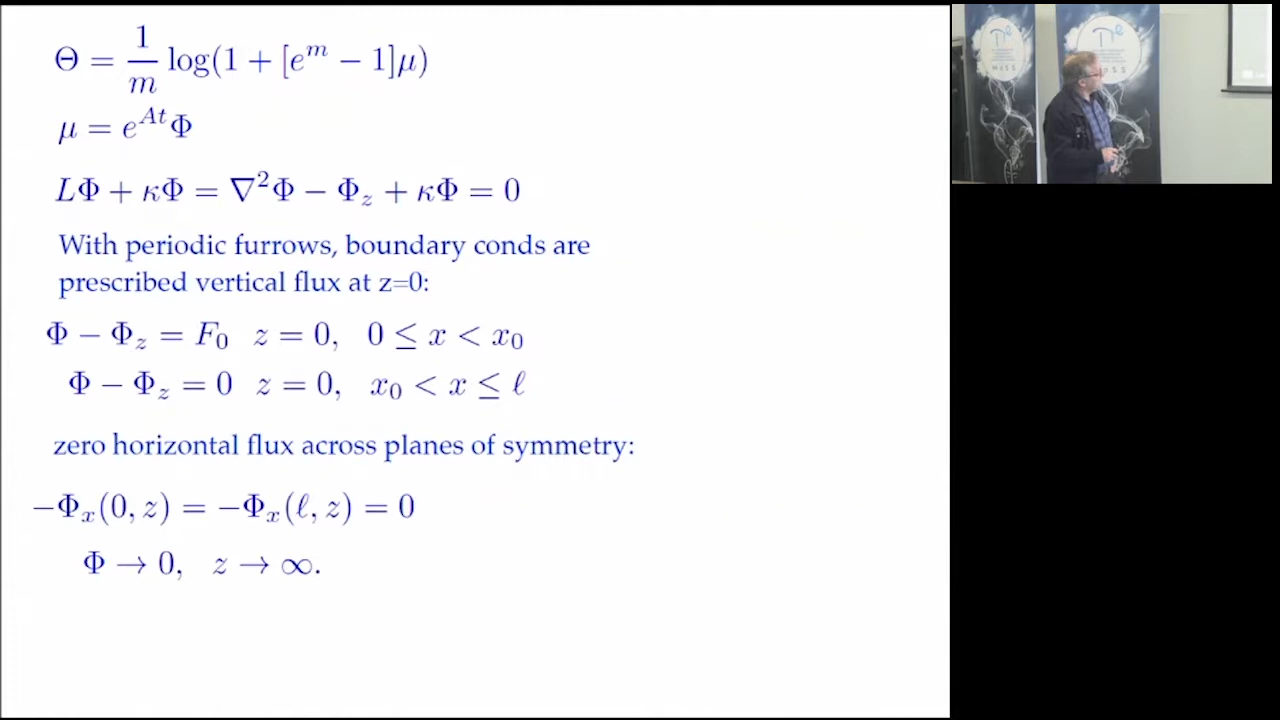 Θ = 1/m log(1 + [e^m − 1]μ)
μ = e^{At}Φ
LΦ + κΦ = ∇²Φ − Φ_z + κΦ = 0
With periodic furrows, boundary conds are
prescribed vertical flux at z=0:
Φ − Φ_z = F_0 z = 0, 0 ≤ x < x_0
Φ − Φ_z = 0 z = 0, x_0 < x ≤ ℓ
zero horizontal flux across planes of symmetry:
−Φ_x(0, z) = −Φ_x(ℓ, z) = 0
Φ → 0, z → ∞.